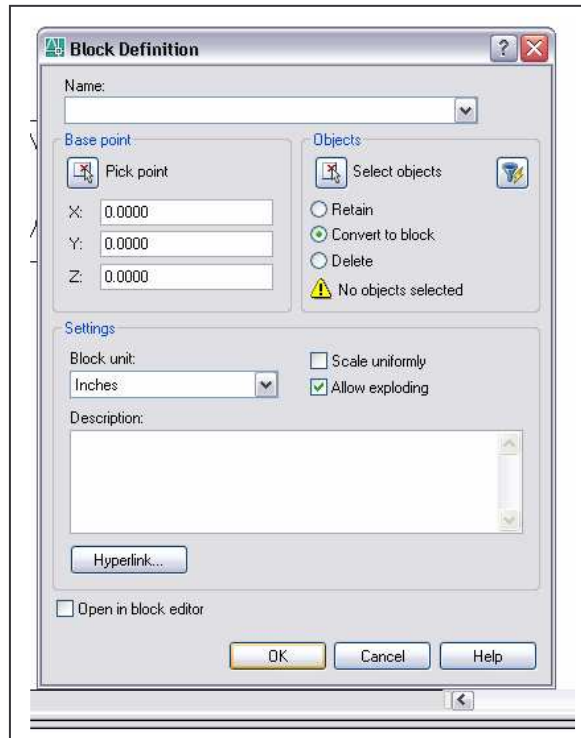 Block Definition
Name:
Base point
Pick point
X: 0.0000
Y: 0.0000
Z: 0.0000
Objects
Select objects
Retain
Convert to block
Delete
No objects selected
Settings
Block unit:
Inches
Scale uniformly
Allow exploding
Description:
Hyperlink...
Open in block editor
OK Cancel Help